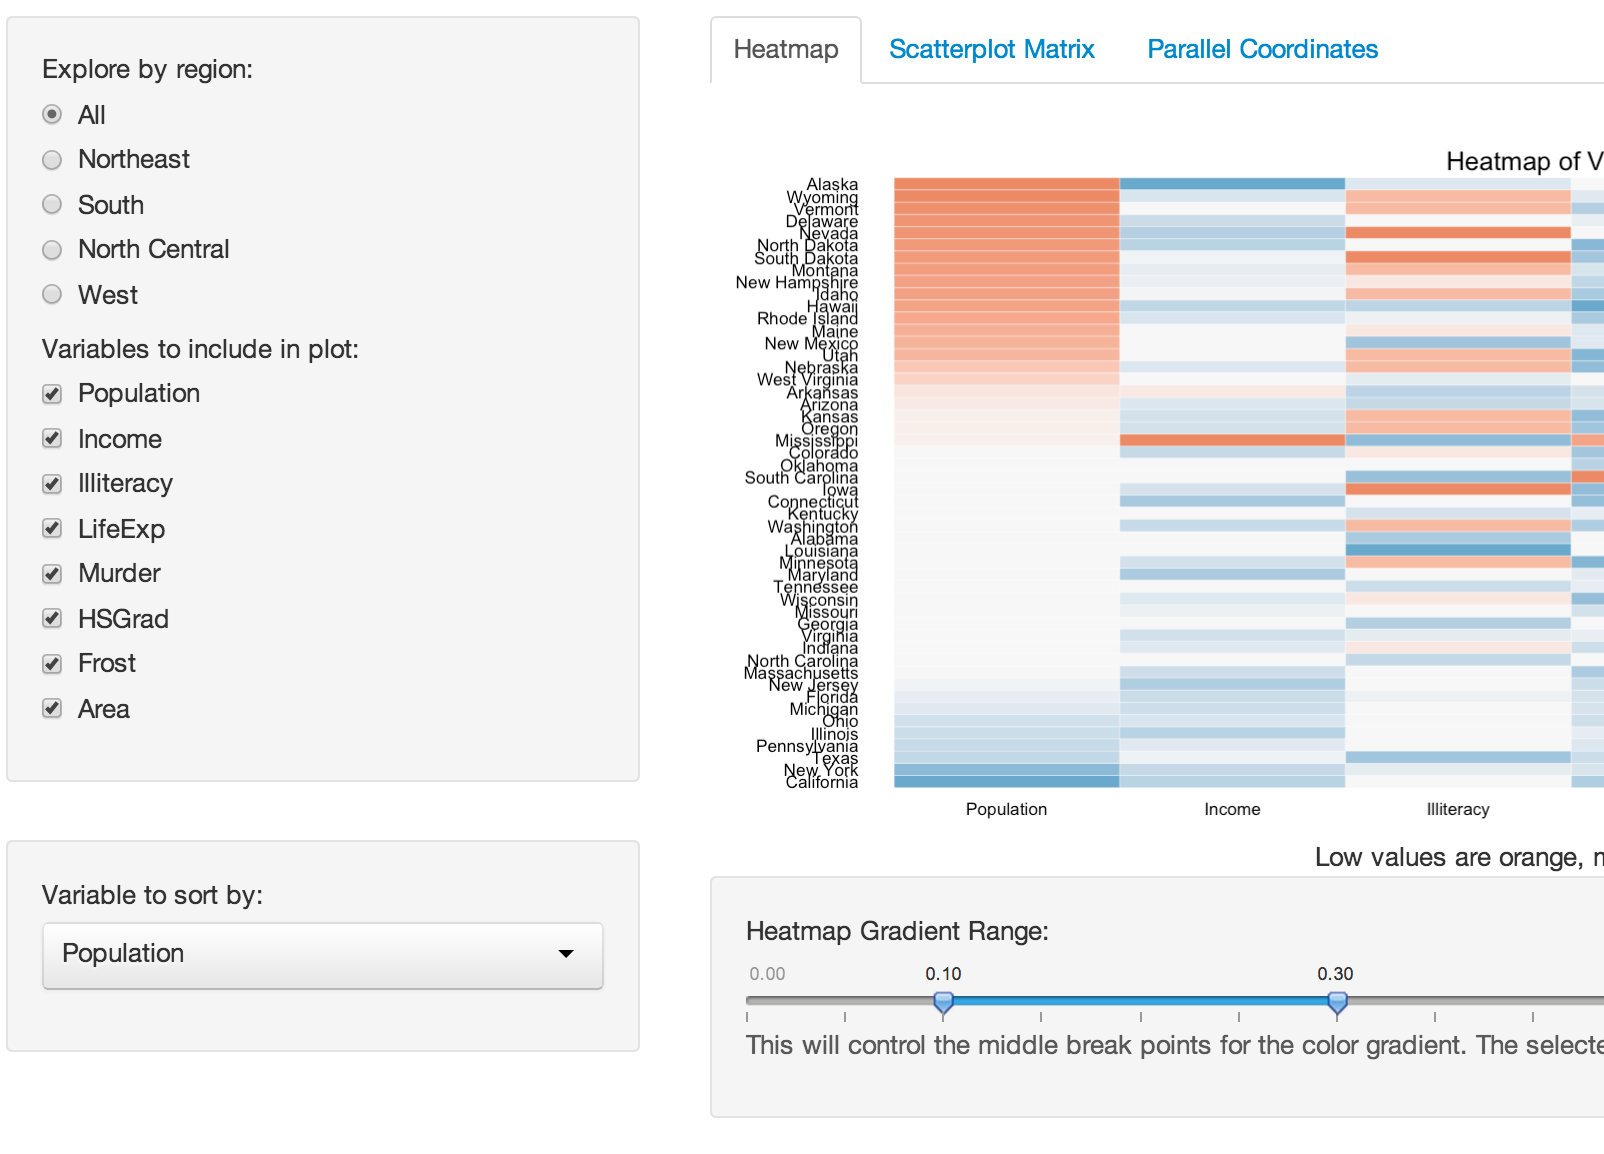 Explore by region:
All
Northeast
South
North Central
West
Variables to include in plot:
Population
Income
Illiteracy
LifeExp
Murder
HSGrad
Frost
Area
Variable to sort by:
Population
Heatmap
Scatterplot Matrix
Parallel Coordinates
Heatmap of V
Alaska
Wyoming
Vermont
Delaware
Nevada
North Dakota
South Dakota
Montana
New Hampshire
Idaho
Hawaii
Rhode Island
Maine
New Mexico
Utah
Nebraska
West Virginia
Arkansas
Arizona
Kansas
Oregon
Mississippi
Colorado
Oklahoma
South Carolina
Iowa
Connecticut
Kentucky
Washington
Alabama
Louisiana
Minnesota
Maryland
Tennessee
Wisconsin
Missouri
Georgia
Virginia
Indiana
North Carolina
Massachusetts
New Jersey
Florida
Michigan
Ohio
Illinois
Pennsylvania
Texas
New York
California
Population Income Illiteracy
Low values are orange, m
Heatmap Gradient Range:
0.00 0.10 0.30
This will control the middle break points for the color gradient. The selecte